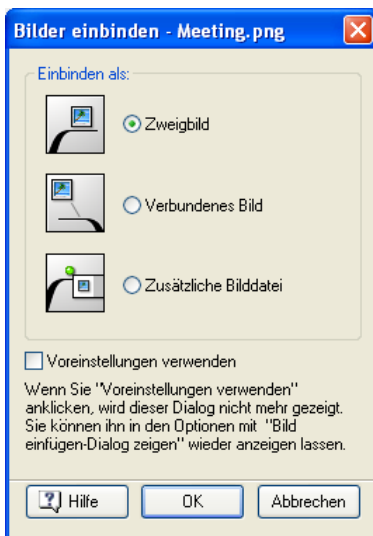 Bilder einbinden - Meeting.png
Einbinden als:
Zweigbild
Verbundenes Bild
Zusätzliche Bilddatei
Voreinstellungen verwenden
Wenn Sie "Voreinstellungen verwenden"
anklicken, wird dieser Dialog nicht mehr gezeigt.
Sie können ihn in den Optionen mit "Bild
einfügen-Dialog zeigen" wieder anzeigen lassen.
Hilfe
OK
Abbrechen